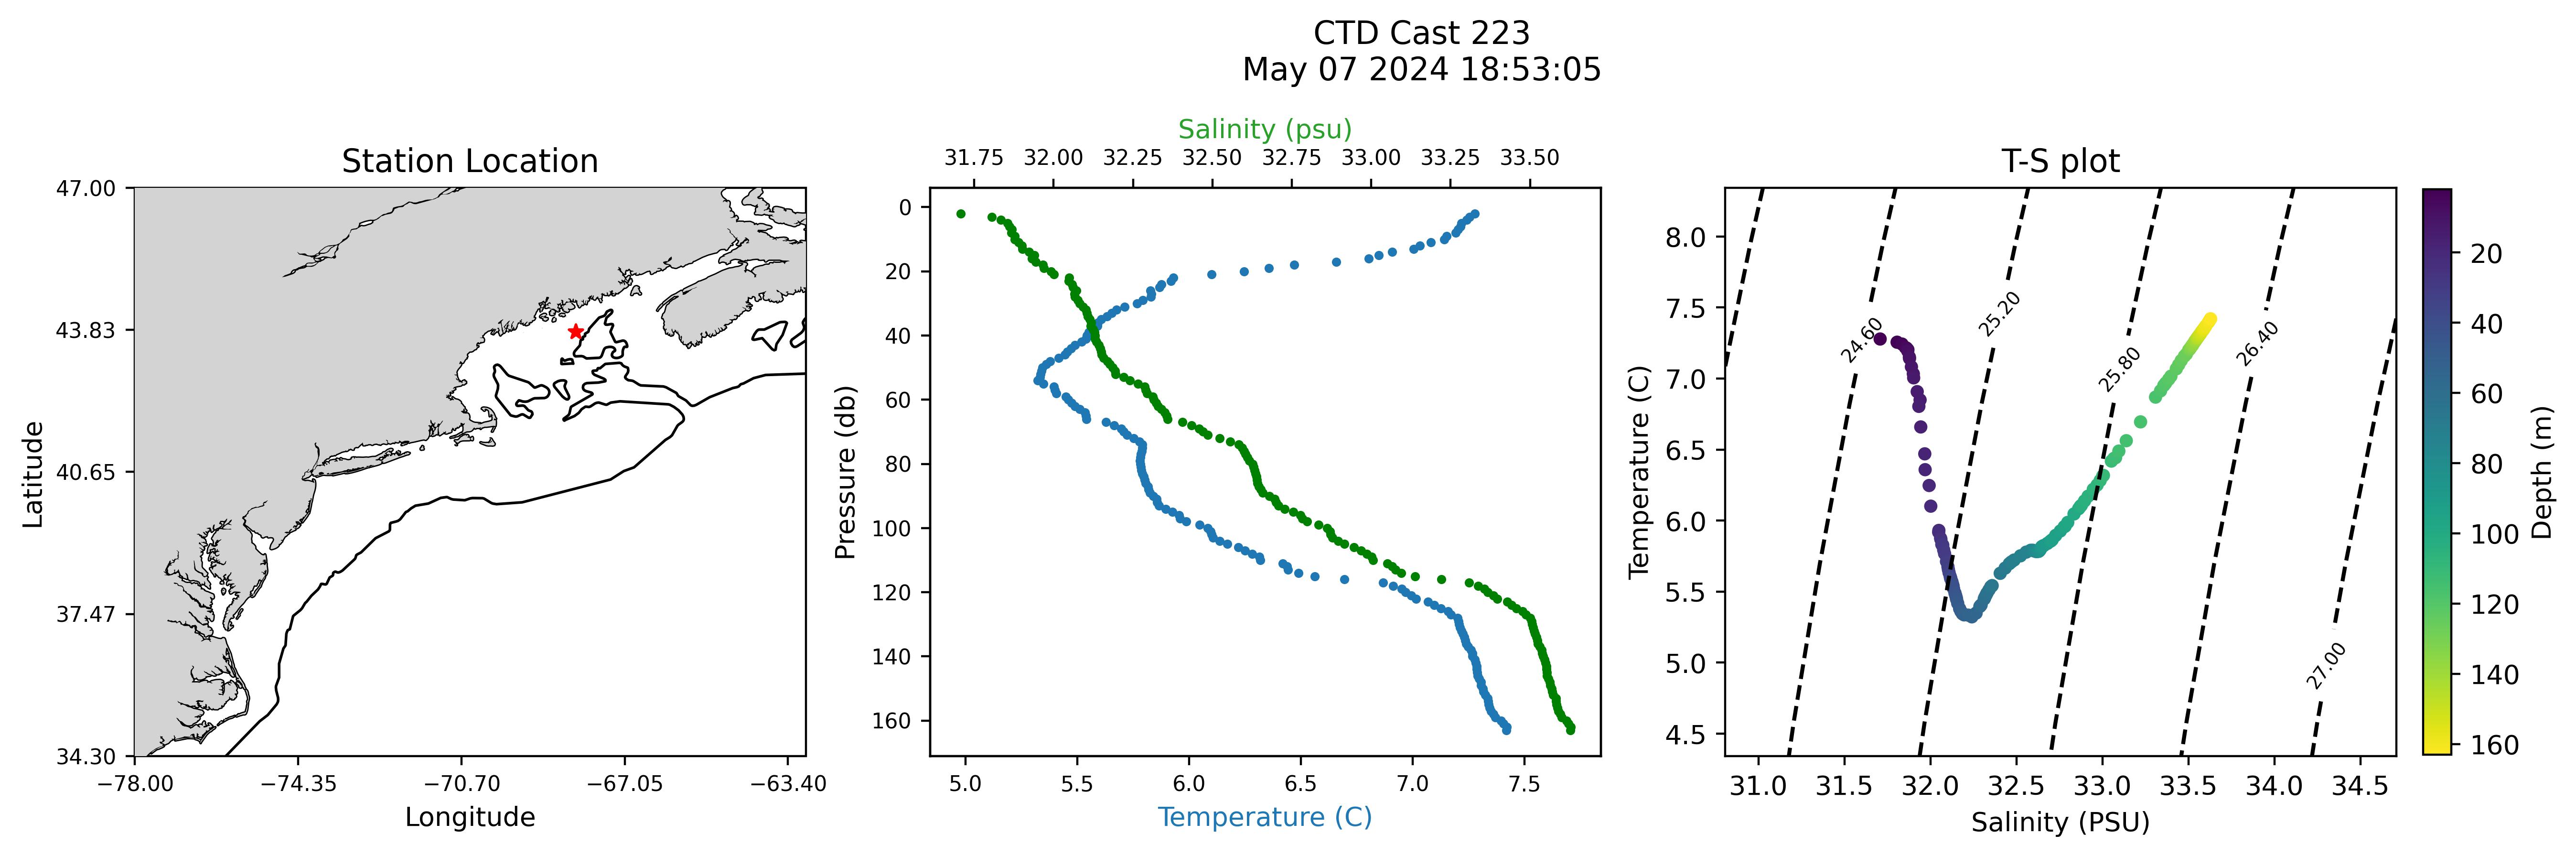 CTD Cast 223
May 07 2024 18:53:05
Station Location
47.00
43.83
40.65
37.47
34.30
Latitude
−78.00 −74.35 −70.70 −67.05 −63.40
Longitude
Salinity (psu)
31.75 32.00 32.25 32.50 32.75 33.00 33.25 33.50
0
20
40
60
80
100
120
140
160
Pressure (db)
5.0 5.5 6.0 6.5 7.0 7.5
Temperature (C)
T-S plot
8.0
7.5
7.0
6.5
6.0
5.5
5.0
4.5
Temperature (C)
24.60
25.20
25.80
26.40
27.00
31.0 31.5 32.0 32.5 33.0 33.5 34.0 34.5
Salinity (PSU)
20
40
60
80
100
120
140
160
Depth (m)